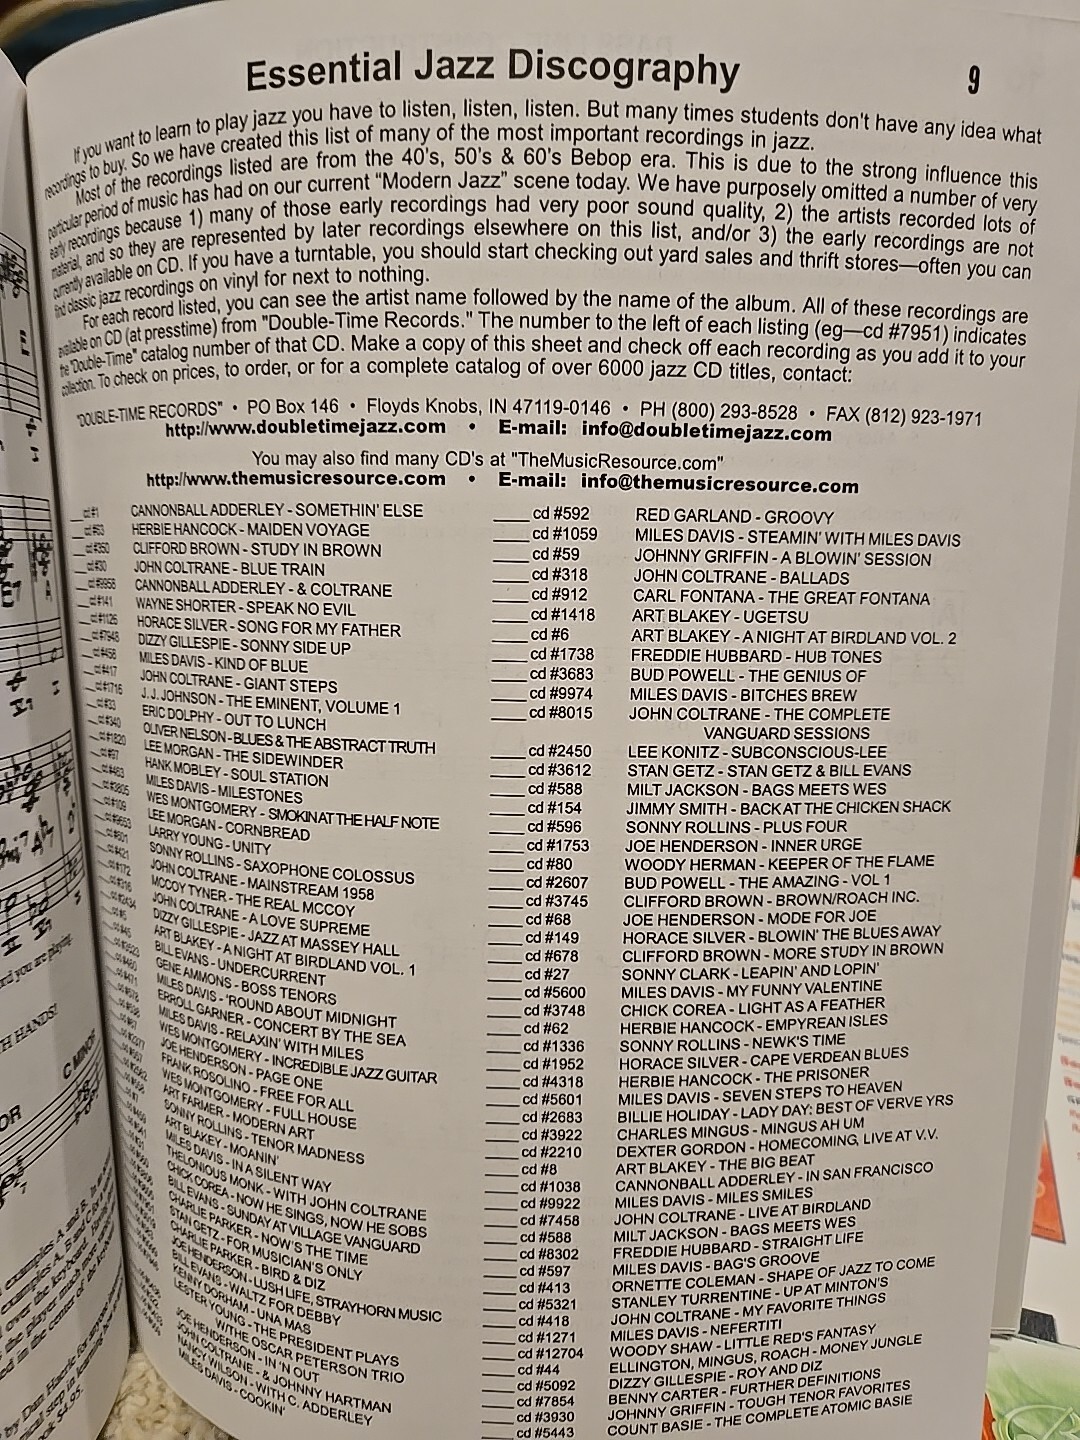 Essential Jazz Discography
9
If you want to learn to play jazz you have to listen, listen, listen. But many times students don't have any idea what
recordings to buy. So we have created this list of many of the most important recordings in jazz.
Most of the recordings listed are from the 40's, 50's & 60's Bebop era. This is due to the strong influence this
particular period of music has had on our current "Modern Jazz" scene today. We have purposely omitted a number of very
early recordings because 1) many of those early recordings had very poor sound quality, 2) the artists recorded lots of
material, and so they are represented by later recordings elsewhere on this list, and/or 3) the early recordings are not
currently available on CD. If you have a turntable, you should start checking out yard sales and thrift stores—often you can
find classic jazz recordings on vinyl for next to nothing.
For each record listed, you can see the artist name followed by the name of the album. All of these recordings are
available on CD (at presstime) from "Double-Time Records." The number to the left of each listing (eg—cd #7951) indicates
the "Double-Time" catalog number of that CD. Make a copy of this sheet and check off each recording as you add it to your
collection. To check on prices, to order, or for a complete catalog of over 6000 jazz CD titles, contact:
"DOUBLE-TIME RECORDS" • PO Box 146 • Floyds Knobs, IN 47119-0146 • PH (800) 293-8528 • FAX (812) 923-1971
http://www.doubletimejazz.com • E-mail: info@doubletimejazz.com
You may also find many CD's at "TheMusicResource.com"
http://www.themusicresource.com • E-mail: info@themusicresource.com
cd #1 CANNONBALL ADDERLEY - SOMETHIN' ELSE
cd #53 HERBIE HANCOCK - MAIDEN VOYAGE
cd #350 CLIFFORD BROWN - STUDY IN BROWN
cd #30 JOHN COLTRANE - BLUE TRAIN
cd #9958 CANNONBALL ADDERLEY - & COLTRANE
cd #141 WAYNE SHORTER - SPEAK NO EVIL
cd #1126 HORACE SILVER - SONG FOR MY FATHER
cd #7948 DIZZY GILLESPIE - SONNY SIDE UP
cd #458 MILES DAVIS - KIND OF BLUE
cd #417 JOHN COLTRANE - GIANT STEPS
cd #1716 J.J. JOHNSON - THE EMINENT, VOLUME 1
cd #33 ERIC DOLPHY - OUT TO LUNCH
cd #340 OLIVER NELSON - BLUES & THE ABSTRACT TRUTH
cd #1820 LEE MORGAN - THE SIDEWINDER
cd #97 HANK MOBLEY - SOUL STATION
cd #463 MILES DAVIS - MILESTONES
cd #3805 WES MONTGOMERY - SMOKIN AT THE HALF NOTE
cd #109 LEE MORGAN - CORNBREAD
LARRY YOUNG - UNITY
SONNY ROLLINS - SAXOPHONE COLOSSUS
JOHN COLTRANE - MAINSTREAM 1958
MCCOY TYNER - THE REAL MCCOY
JOHN COLTRANE - A LOVE SUPREME
DIZZY GILLESPIE - JAZZ AT MASSEY HALL
ART BLAKEY - A NIGHT AT BIRDLAND VOL. 1
BILL EVANS - UNDERCURRENT
GENE AMMONS - BOSS TENORS
MILES DAVIS - 'ROUND ABOUT MIDNIGHT
ERROLL GARNER - CONCERT BY THE SEA
MILES DAVIS - RELAXIN' WITH MILES
WES MONTGOMERY - INCREDIBLE JAZZ GUITAR
JOE HENDERSON - PAGE ONE
FRANK ROSOLINO - FREE FOR ALL
WES MONTGOMERY - FULL HOUSE
ART FARMER - MODERN ART
SONNY ROLLINS - TENOR MADNESS
ART BLAKEY - MOANIN'
MILES DAVIS - IN A SILENT WAY
THELONIOUS MONK - WITH JOHN COLTRANE
CHICK COREA - NOW HE SINGS, NOW HE SOBS
BILL EVANS - SUNDAY AT VILLAGE VANGUARD
CHARLIE PARKER - NOW'S THE TIME
STAN GETZ - FOR MUSICIAN'S ONLY
CHARLIE PARKER - BIRD & DIZ
JOE HENDERSON - LUSH LIFE, STRAYHORN MUSIC
BILL EVANS - WALTZ FOR DEBBY
KENNY DORHAM - UNA MAS
LESTER YOUNG - THE PRESIDENT PLAYS
W/THE OSCAR PETERSON TRIO
JOE HENDERSON - IN 'N OUT
JOHN COLTRANE - & JOHNNY HARTMAN
NANCY WILSON - WITH C. ADDERLEY
MILES DAVIS - COOKIN'
cd #592 RED GARLAND - GROOVY
cd #1059 MILES DAVIS - STEAMIN' WITH MILES DAVIS
cd #59 JOHNNY GRIFFIN - A BLOWIN' SESSION
cd #318 JOHN COLTRANE - BALLADS
cd #912 CARL FONTANA - THE GREAT FONTANA
cd #1418 ART BLAKEY - UGETSU
cd #6 ART BLAKEY - A NIGHT AT BIRDLAND VOL. 2
cd #1738 FREDDIE HUBBARD - HUB TONES
cd #3683 BUD POWELL - THE GENIUS OF
cd #9974 MILES DAVIS - BITCHES BREW
cd #8015 JOHN COLTRANE - THE COMPLETE
VANGUARD SESSIONS
cd #2450 LEE KONITZ - SUBCONSCIOUS-LEE
cd #3612 STAN GETZ - STAN GETZ & BILL EVANS
cd #588 MILT JACKSON - BAGS MEETS WES
cd #154 JIMMY SMITH - BACK AT THE CHICKEN SHACK
cd #596 SONNY ROLLINS - PLUS FOUR
cd #1753 JOE HENDERSON - INNER URGE
cd #80 WOODY HERMAN - KEEPER OF THE FLAME
cd #2607 BUD POWELL - THE AMAZING - VOL 1
cd #3745 CLIFFORD BROWN - BROWN/ROACH INC.
cd #68 JOE HENDERSON - MODE FOR JOE
cd #149 HORACE SILVER - BLOWIN' THE BLUES AWAY
cd #678 CLIFFORD BROWN - MORE STUDY IN BROWN
cd #27 SONNY CLARK - LEAPIN' AND LOPIN'
cd #5600 MILES DAVIS - MY FUNNY VALENTINE
cd #3748 CHICK COREA - LIGHT AS A FEATHER
cd #62 HERBIE HANCOCK - EMPYREAN ISLES
cd #1336 SONNY ROLLINS - NEWK'S TIME
cd #1952 HORACE SILVER - CAPE VERDEAN BLUES
cd #4318 HERBIE HANCOCK - THE PRISONER
cd #5601 MILES DAVIS - SEVEN STEPS TO HEAVEN
cd #2683 BILLIE HOLIDAY - LADY DAY: BEST OF VERVE YRS
cd #3922 CHARLES MINGUS - MINGUS AH UM
cd #2210 DEXTER GORDON - HOMECOMING, LIVE AT V.V.
cd #8 ART BLAKEY - THE BIG BEAT
cd #1038 CANNONBALL ADDERLEY - IN SAN FRANCISCO
cd #9922 MILES DAVIS - MILES SMILES
cd #7458 JOHN COLTRANE - LIVE AT BIRDLAND
cd #588 MILT JACKSON - BAGS MEETS WES
cd #8302 FREDDIE HUBBARD - STRAIGHT LIFE
cd #597 MILES DAVIS - BAG'S GROOVE
cd #413 ORNETTE COLEMAN - SHAPE OF JAZZ TO COME
cd #5321 STANLEY TURRENTINE - UP AT MINTON'S
cd #418 JOHN COLTRANE - MY FAVORITE THINGS
cd #1271 MILES DAVIS - NEFERTITI
cd #12704 WOODY SHAW - LITTLE RED'S FANTASY
cd #44 ELLINGTON, MINGUS, ROACH - MONEY JUNGLE
cd #5092 DIZZY GILLESPIE - ROY AND DIZ
cd #7854 BENNY CARTER - FURTHER DEFINITIONS
cd #3930 JOHNNY GRIFFIN - TOUGH TENOR FAVORITES
cd #5443 COUNT BASIE - THE COMPLETE ATOMIC BASIE